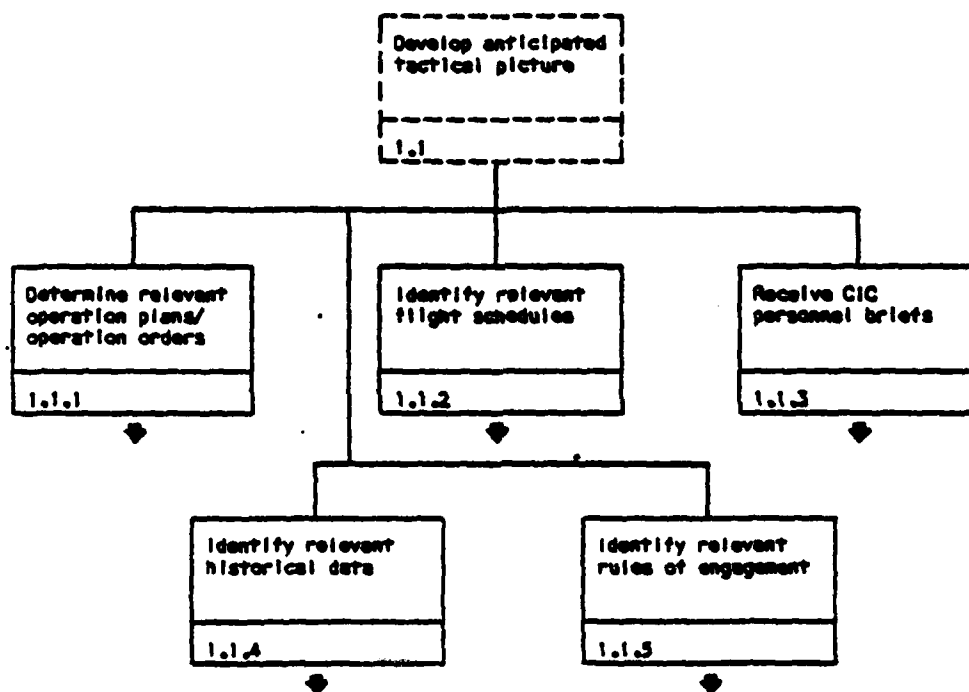 Develop anticipated
tactical picture
1.1
Determine relevant
operation plans/
operation orders
1.1.1
Identify relevant
flight schedules
1.1.2
Receive CIC
personnel briefs
1.1.3
Identify relevant
historical data
1.1.4
Identify relevant
rules of engagement
1.1.5